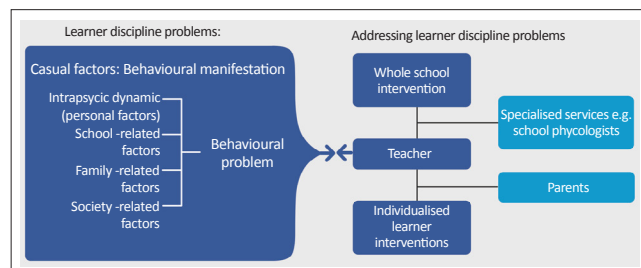 Learner discipline problems:
Casual factors: Behavioural manifestation
Intrapsycic dynamic
(personal factors)
School -related
factors
Family -related
factors
Society -related
factors
Behavioural
problem
Addressing learner discipline problems
Whole school
intervention
Specialised services e.g.
school phycologists
Teacher
Parents
Individualised
learner
interventions